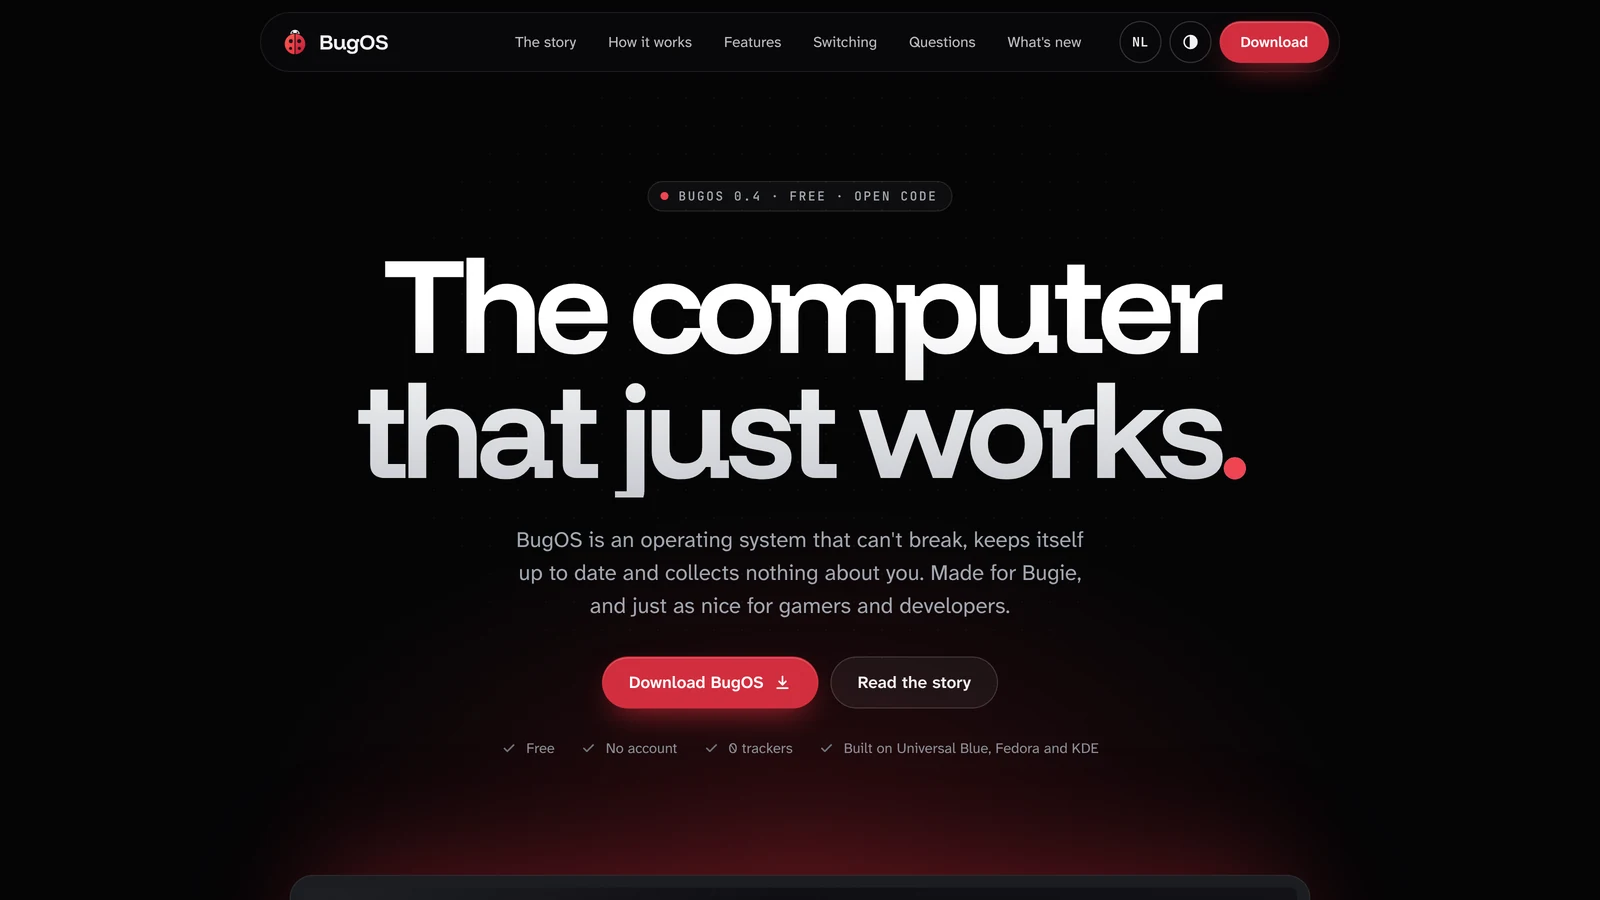 BugOS
The story
How it works
Features
Switching
Questions
What's new
NL
Download
BUGOS 0.4 · FREE · OPEN CODE
The computer
that just works.
BugOS is an operating system that can't break, keeps itself
up to date and collects nothing about you. Made for Bugie,
and just as nice for gamers and developers.
Download BugOS
Read the story
Free
No account
0 trackers
Built on Universal Blue, Fedora and KDE